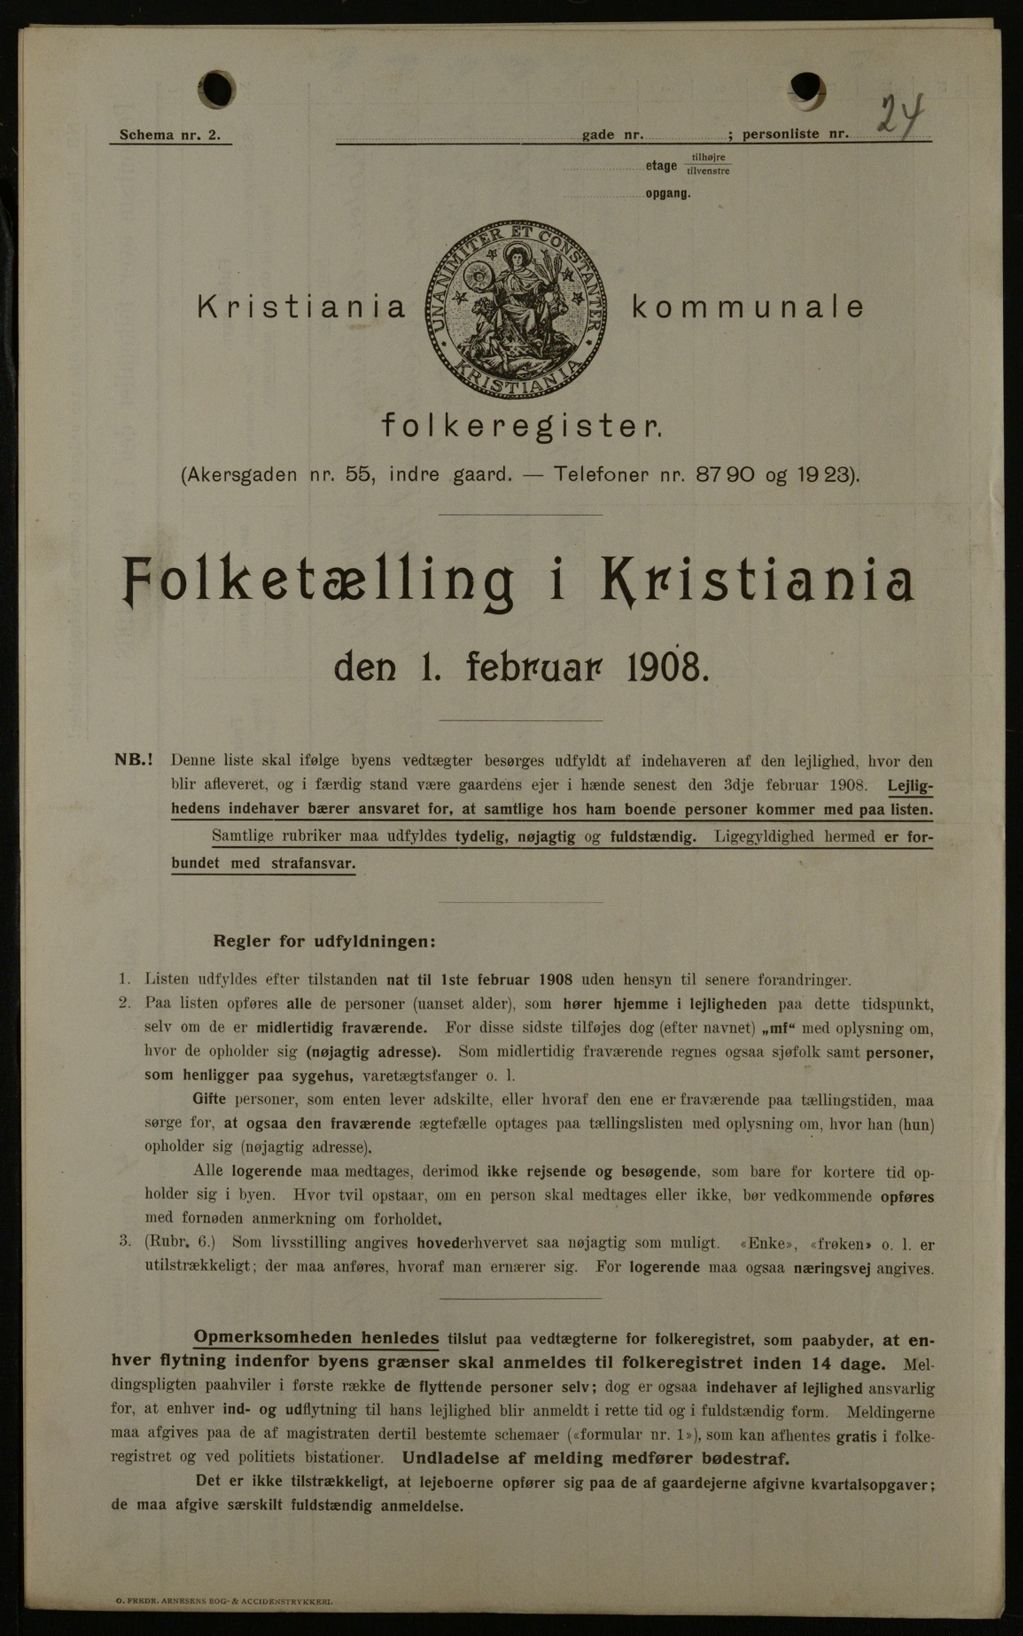 Schema nr. 2. gade nr. ; personliste nr. 24
etage tilhøjre
tilvenstre
opgang.
UNANIMITER ET CONSTANTER
KRISTIANIA
Kristiania kommunale
folkeregister.
(Akersgaden nr. 55, indre gaard. — Telefoner nr. 87 90 og 19 23).
Folketælling i Kristiania
den 1. februar 1908.
NB.! Denne liste skal ifølge byens vedtægter besørges udfyldt af indehaveren af den lejlighed, hvor den
blir afleveret, og i færdig stand være gaardens ejer i hænde senest den 3dje februar 1908. Lejlig-
hedens indehaver bærer ansvaret for, at samtlige hos ham boende personer kommer med paa listen.
Samtlige rubriker maa udfyldes tydelig, nøjagtig og fuldstændig. Ligegyldighed hermed er for-
bundet med strafansvar.
Regler for udfyldningen:
1. Listen udfyldes efter tilstanden nat til 1ste februar 1908 uden hensyn til senere forandringer.
2. Paa listen opføres alle de personer (uanset alder), som hører hjemme i lejligheden paa dette tidspunkt,
selv om de er midlertidig fraværende. For disse sidste tilføjes dog (efter navnet) „mf“ med oplysning om,
hvor de opholder sig (nøjagtig adresse). Som midlertidig fraværende regnes ogsaa sjøfolk samt personer,
som henligger paa sygehus, varetægtsfanger o. l.
Gifte personer, som enten lever adskilte, eller hvoraf den ene er fraværende paa tællingstiden, maa
sørge for, at ogsaa den fraværende ægtefælle optages paa tællingslisten med oplysning om, hvor han (hun)
opholder sig (nøjagtig adresse).
Alle logerende maa medtages, derimod ikke rejsende og besøgende, som bare for kortere tid op-
holder sig i byen. Hvor tvil opstaar, om en person skal medtages eller ikke, bør vedkommende opføres
med fornøden anmerkning om forholdet.
3. (Rubr. 6.) Som livsstilling angives hovederhvervet saa nøjagtig som muligt. «Enke», «frøken» o. l. er
utilstrækkeligt; der maa anføres, hvoraf man ernærer sig. For logerende maa ogsaa næringsvej angives.
Opmerksomheden henledes tilslut paa vedtægterne for folkeregistret, som paabyder, at en-
hver flytning indenfor byens grænser skal anmeldes til folkeregistret inden 14 dage. Mel-
dingspligten paahviler i første række de flyttende personer selv; dog er ogsaa indehaver af lejlighed ansvarlig
for, at enhver ind- og udflytning til hans lejlighed blir anmeldt i rette tid og i fuldstændig form. Meldingerne
maa afgives paa de af magistraten dertil bestemte schemaer («formular nr. 1»), som kan afhentes gratis i folke-
registret og ved politiets bistationer. Undladelse af melding medfører bødestraf.
Det er ikke tilstrækkeligt, at lejeboerne opfører sig paa de af gaardejerne afgivne kvartalsopgaver;
de maa afgive særskilt fuldstændig anmeldelse.
O. FREDR. ARNESENS BOG- & ACCIDENSTRYKKERI.